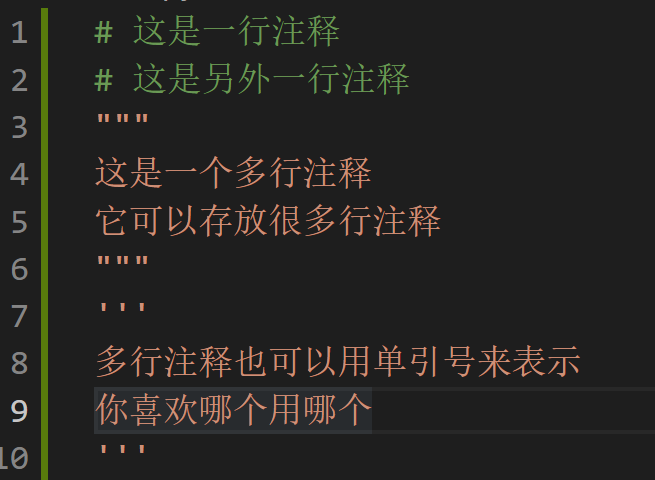 1 # 这是一行注释
2 # 这是另外一行注释
3 """
4 这是一个多行注释
5 它可以存放很多行注释
6 """
7 '''
8 多行注释也可以用单引号来表示
9 你喜欢哪个用哪个
10 '''